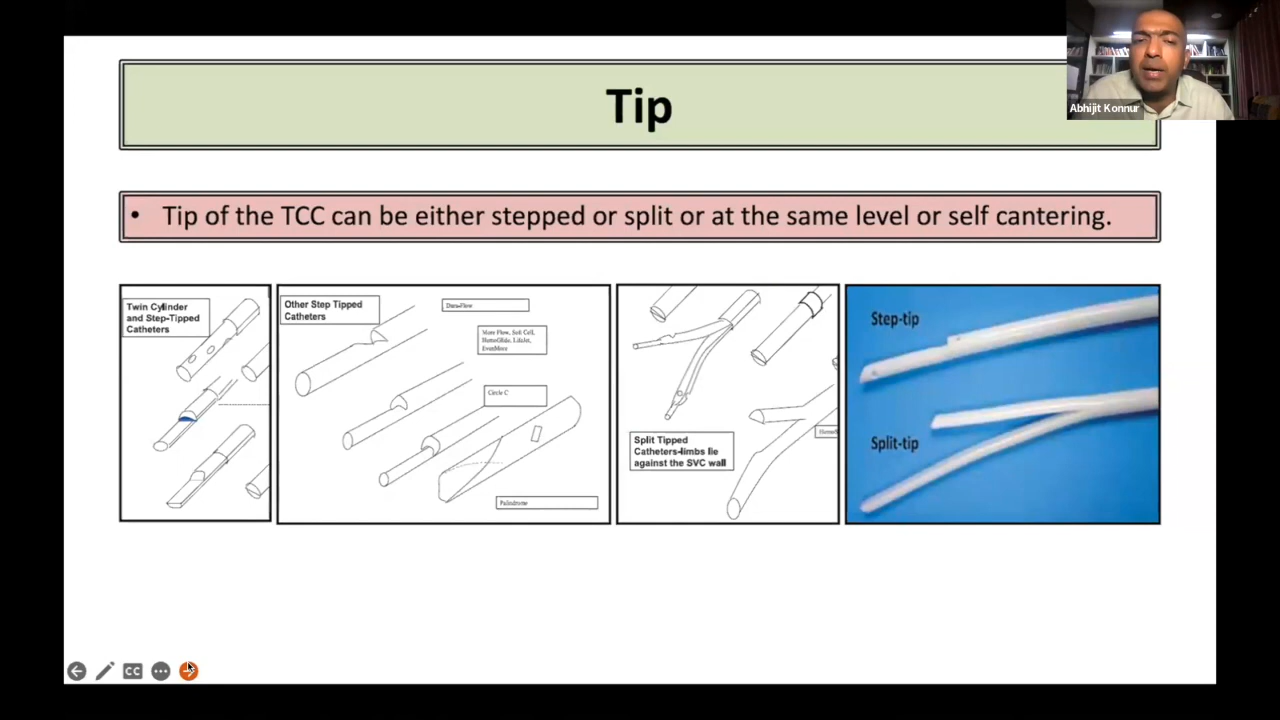 Tip
Abhijit Konnur
• Tip of the TCC can be either stepped or split or at the same level or self cantering.
Twin Cylinder
and Step-Tipped
Catheters
Other Step Tipped
Catheters
Dura-Flow
More Flow, Soft Cell,
HemoGlide, LifeJet,
EvenMore
Circle C
Palindrome
Split Tipped
Catheters-limbs lie
against the SVC wall
Step-tip
Split-tip
CC